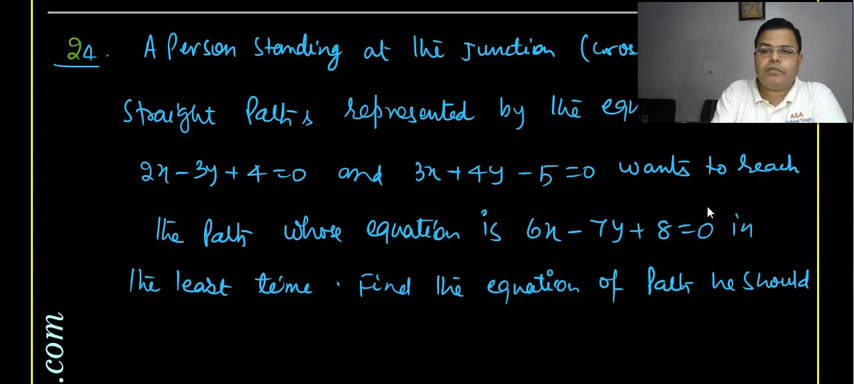 24. A Person standing at the Junction (cros
straight Paths represented by the equ
2x - 3y + 4 = 0 and 3x + 4y - 5 = 0 wants to reach
the Path whose equation is 6x - 7y + 8 = 0 in
the least time. Find the equation of Path he should
.com
ASA